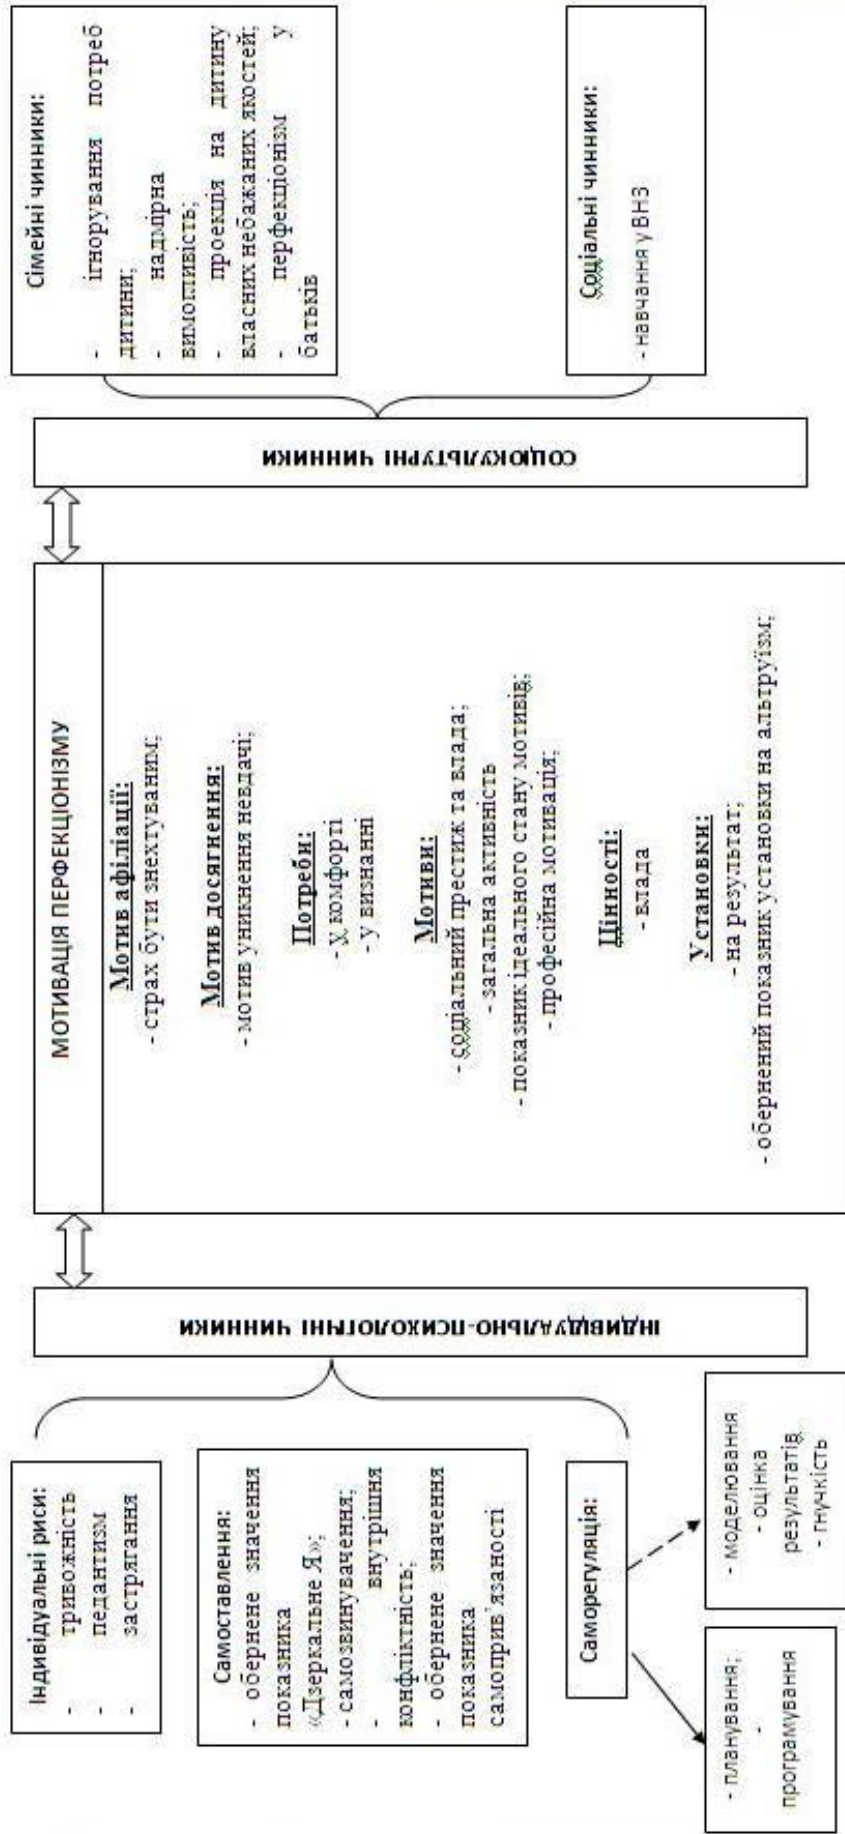 Індивідуальні риси:
- тривожність
- педантизм
- застрягання
Самоставлення:
- обернене значення
показника
«Дзеркальне Я»;
- самозвинувачення;
- внутрішня
конфліктність;
- обернене значення
показника
самоприв`язаності
Саморегуляція:
- планування;
-
програмування
- моделювання
- оцінка
результатів
- гнучкість
ІНДИВІДУАЛЬНО-ПСИХОЛОГІЧНІ ЧИННИКИ
МОТИВАЦІЯ ПЕРФЕКЦІОНІЗМУ
Мотив афіліації:
- страх бути знехтуваним;
Мотив досягнення:
- мотив уникнення невдачі;
Потреби:
- у комфорті
- у визнанні
Мотиви:
- соціальний престиж та влада;
- загальна активність
- показник ідеального стану мотивів;
- професійна мотивація;
Цінності:
- влада
Установки:
- на результат;
- обернений показник установки на альтруїзм;
СОЦІОКУЛЬТУРНІ ЧИННИКИ
Сімейні чинники:
- ігнорування потреб
дитини;
- надмірна
вимогливість;
- проекція на дитину
власних небажаних якостей;
- перфекціонізм у
батьків
Соціальні чинники:
- навчання у ВНЗ